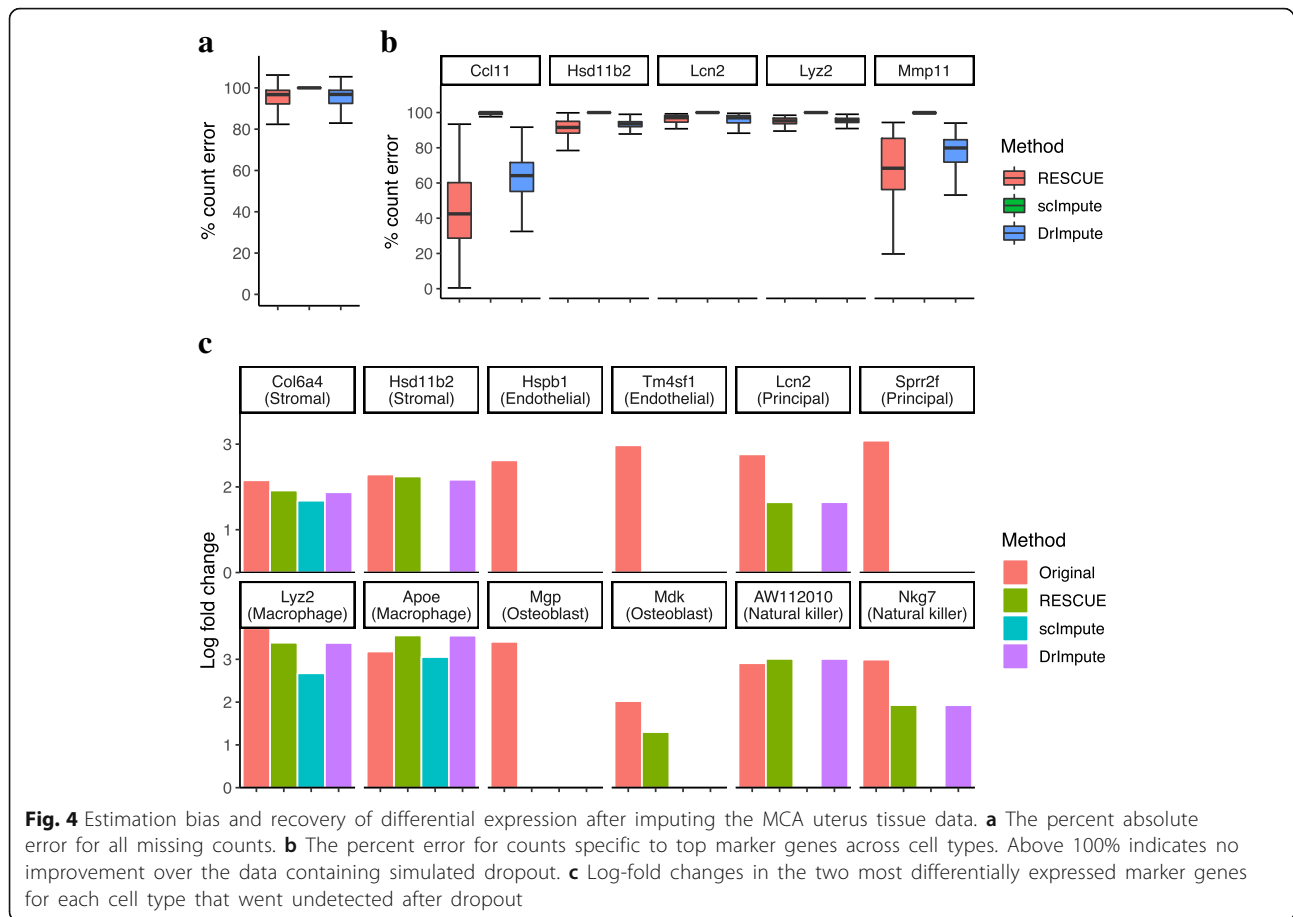 a
100
80
60
40
20
0
% count error
b
Ccl11
Hsd11b2
Lcn2
Lyz2
Mmp11
100
80
60
40
20
0
% count error
Method
RESCUE
scImpute
DrImpute
c
Col6a4
(Stromal)
Hsd11b2
(Stromal)
Hspb1
(Endothelial)
Tm4sf1
(Endothelial)
Lcn2
(Principal)
Sprr2f
(Principal)
3
2
1
0
Log fold change
Lyz2
(Macrophage)
Apoe
(Macrophage)
Mgp
(Osteoblast)
Mdk
(Osteoblast)
AW112010
(Natural killer)
Nkg7
(Natural killer)
3
2
1
0
Method
Original
RESCUE
scImpute
DrImpute
Fig. 4 Estimation bias and recovery of differential expression after imputing the MCA uterus tissue data. a The percent absolute
error for all missing counts. b The percent error for counts specific to top marker genes across cell types. Above 100% indicates no
improvement over the data containing simulated dropout. c Log-fold changes in the two most differentially expressed marker genes
for each cell type that went undetected after dropout